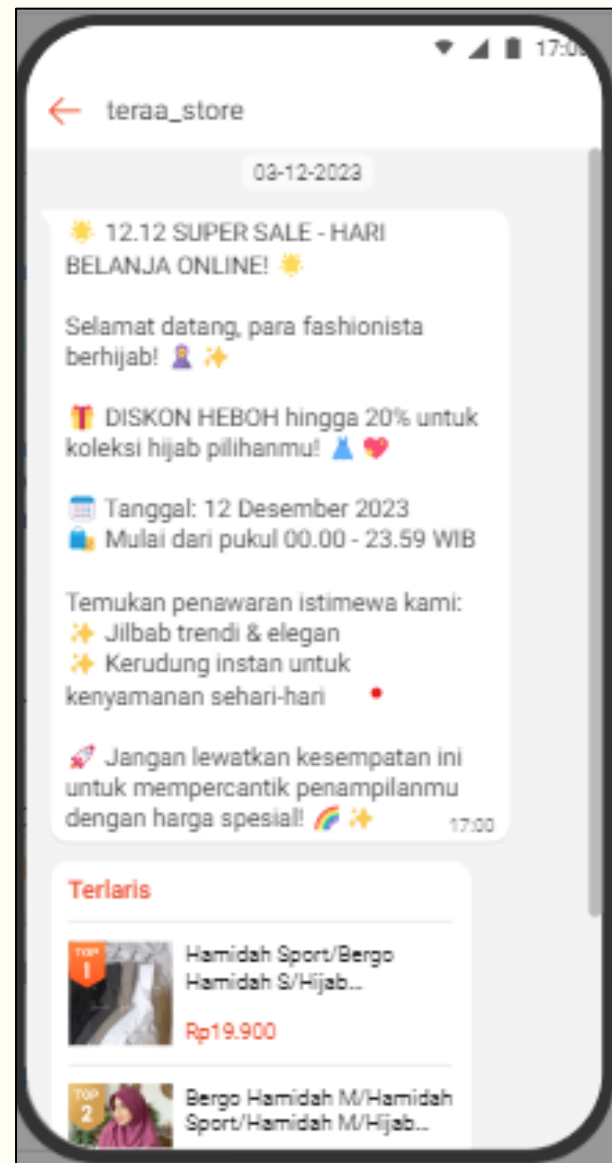 17:00
teraa_store
03-12-2023
🌟 12.12 SUPER SALE - HARI
BELANJA ONLINE! 🌟
Selamat datang, para fashionista
berhijab! 🧕 ✨
🎁 DISKON HEBOH hingga 20% untuk
koleksi hijab pilihanmu! 👗 💖
🗓️ Tanggal: 12 Desember 2023
🛍️ Mulai dari pukul 00.00 - 23.59 WIB
Temukan penawaran istimewa kami:
✨ Jilbab trendi & elegan
✨ Kerudung instan untuk
kenyamanan sehari-hari
🚀 Jangan lewatkan kesempatan ini
untuk mempercantik penampilanmu
dengan harga spesial! 🌈 ✨
17:00
Terlaris
TOP
1
Hamidah Sport/Bergo
Hamidah S/Hijab...
Rp19.900
TOP
2
Bergo Hamidah M/Hamidah
Sport/Hamidah M/Hijab...